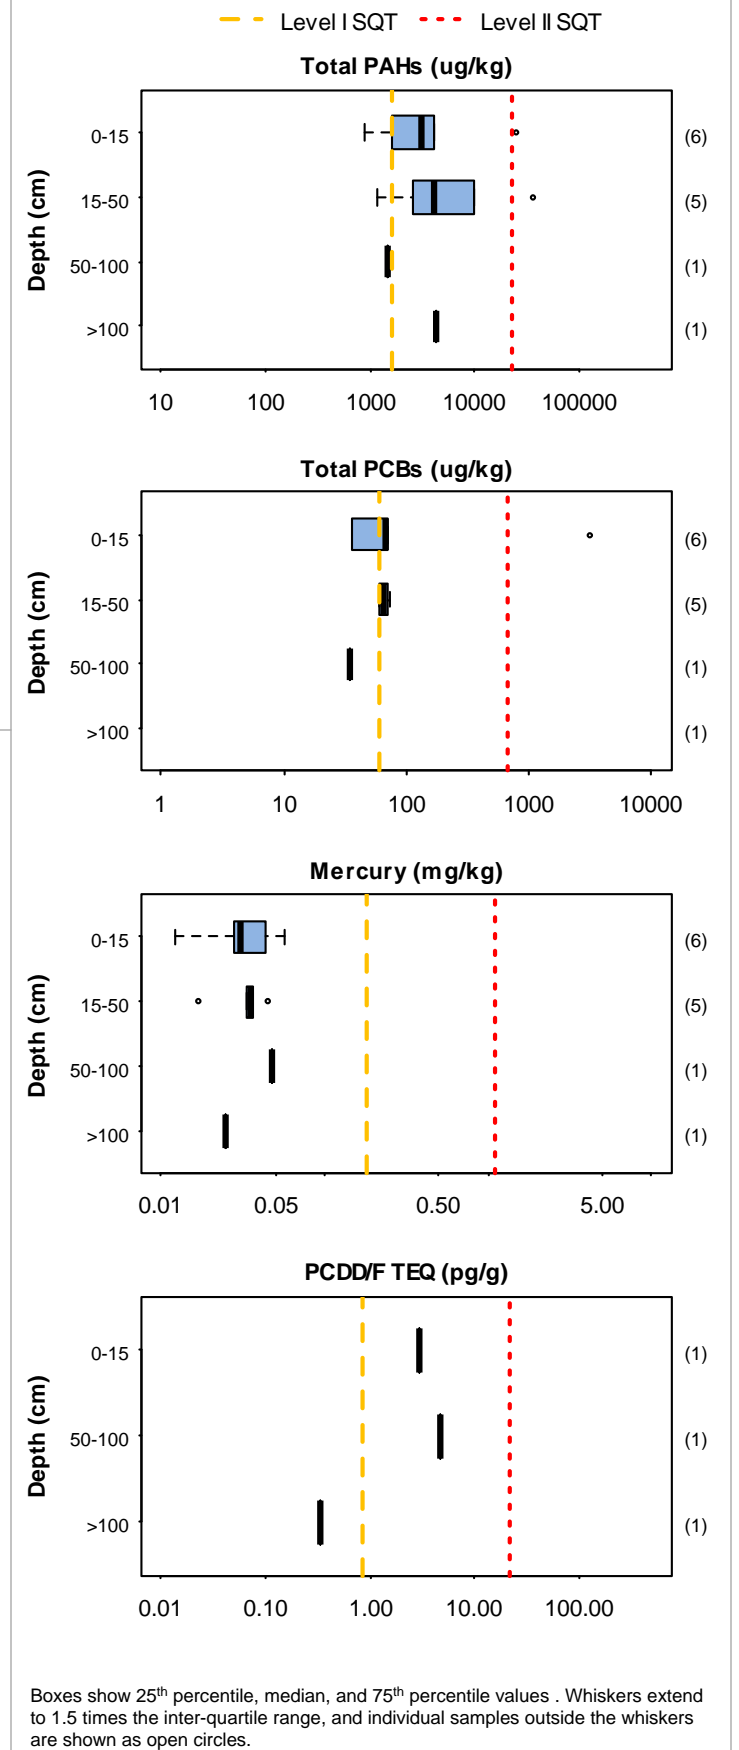 Level I SQT Level II SQT
Total PAHs (ug/kg)
Depth (cm)
0-15 (6)
15-50 (5)
50-100 (1)
>100 (1)
10 100 1000 10000 100000
Total PCBs (ug/kg)
Depth (cm)
0-15 (6)
15-50 (5)
50-100 (1)
>100 (1)
1 10 100 1000 10000
Mercury (mg/kg)
Depth (cm)
0-15 (6)
15-50 (5)
50-100 (1)
>100 (1)
0.01 0.05 0.50 5.00
PCDD/F TEQ (pg/g)
Depth (cm)
0-15 (1)
50-100 (1)
>100 (1)
0.01 0.10 1.00 10.00 100.00
Boxes show 25th percentile, median, and 75th percentile values . Whiskers extend
to 1.5 times the inter-quartile range, and individual samples outside the whiskers
are shown as open circles.